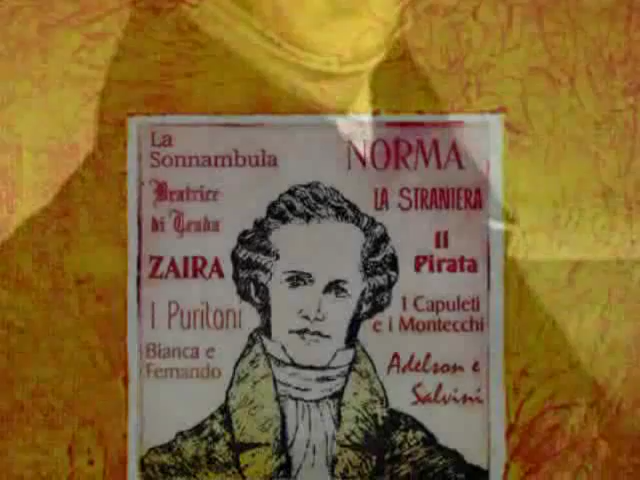 La
Sonnambula
NORMA
Beatrice
di Tenda
LA STRANIERA
ZAIRA
Il
Pirata
I Puritani
I Capuleti
e i Montecchi
Bianca e
Fernando
Adelson e
Salvini